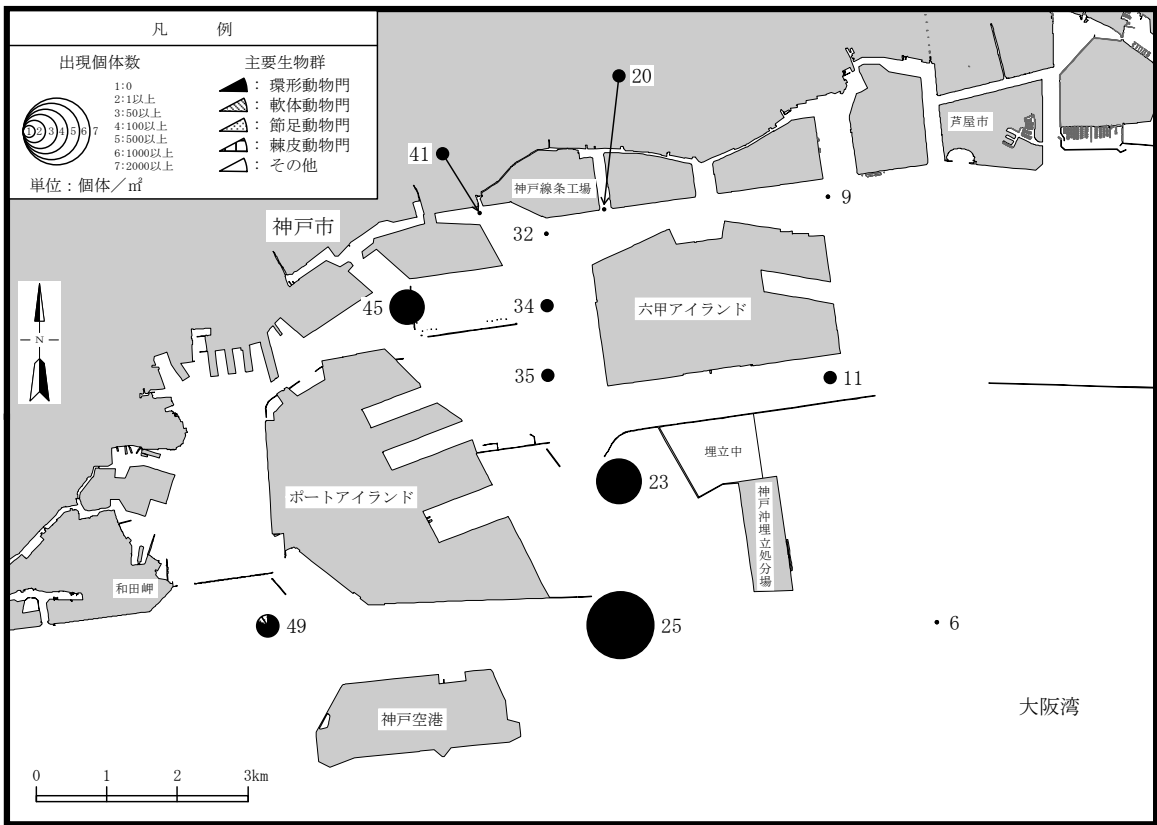 凡 例
出現個体数
1:0
2:1以上
3:50以上
4:100以上
5:500以上
6:1000以上
7:2000以上
1 2 3 4 5 6 7
単位：個体／㎡
主要生物群
： 環形動物門
： 軟体動物門
： 節足動物門
： 棘皮動物門
： その他
20
41
芦屋市
神戸線条工場
9
神戸市
32
45
34
六甲アイランド
N
35
11
埋立中
23
ポートアイランド
神戸沖埋立処分場
和田岬
49
25
6
神戸空港
大阪湾
0 1 2 3km